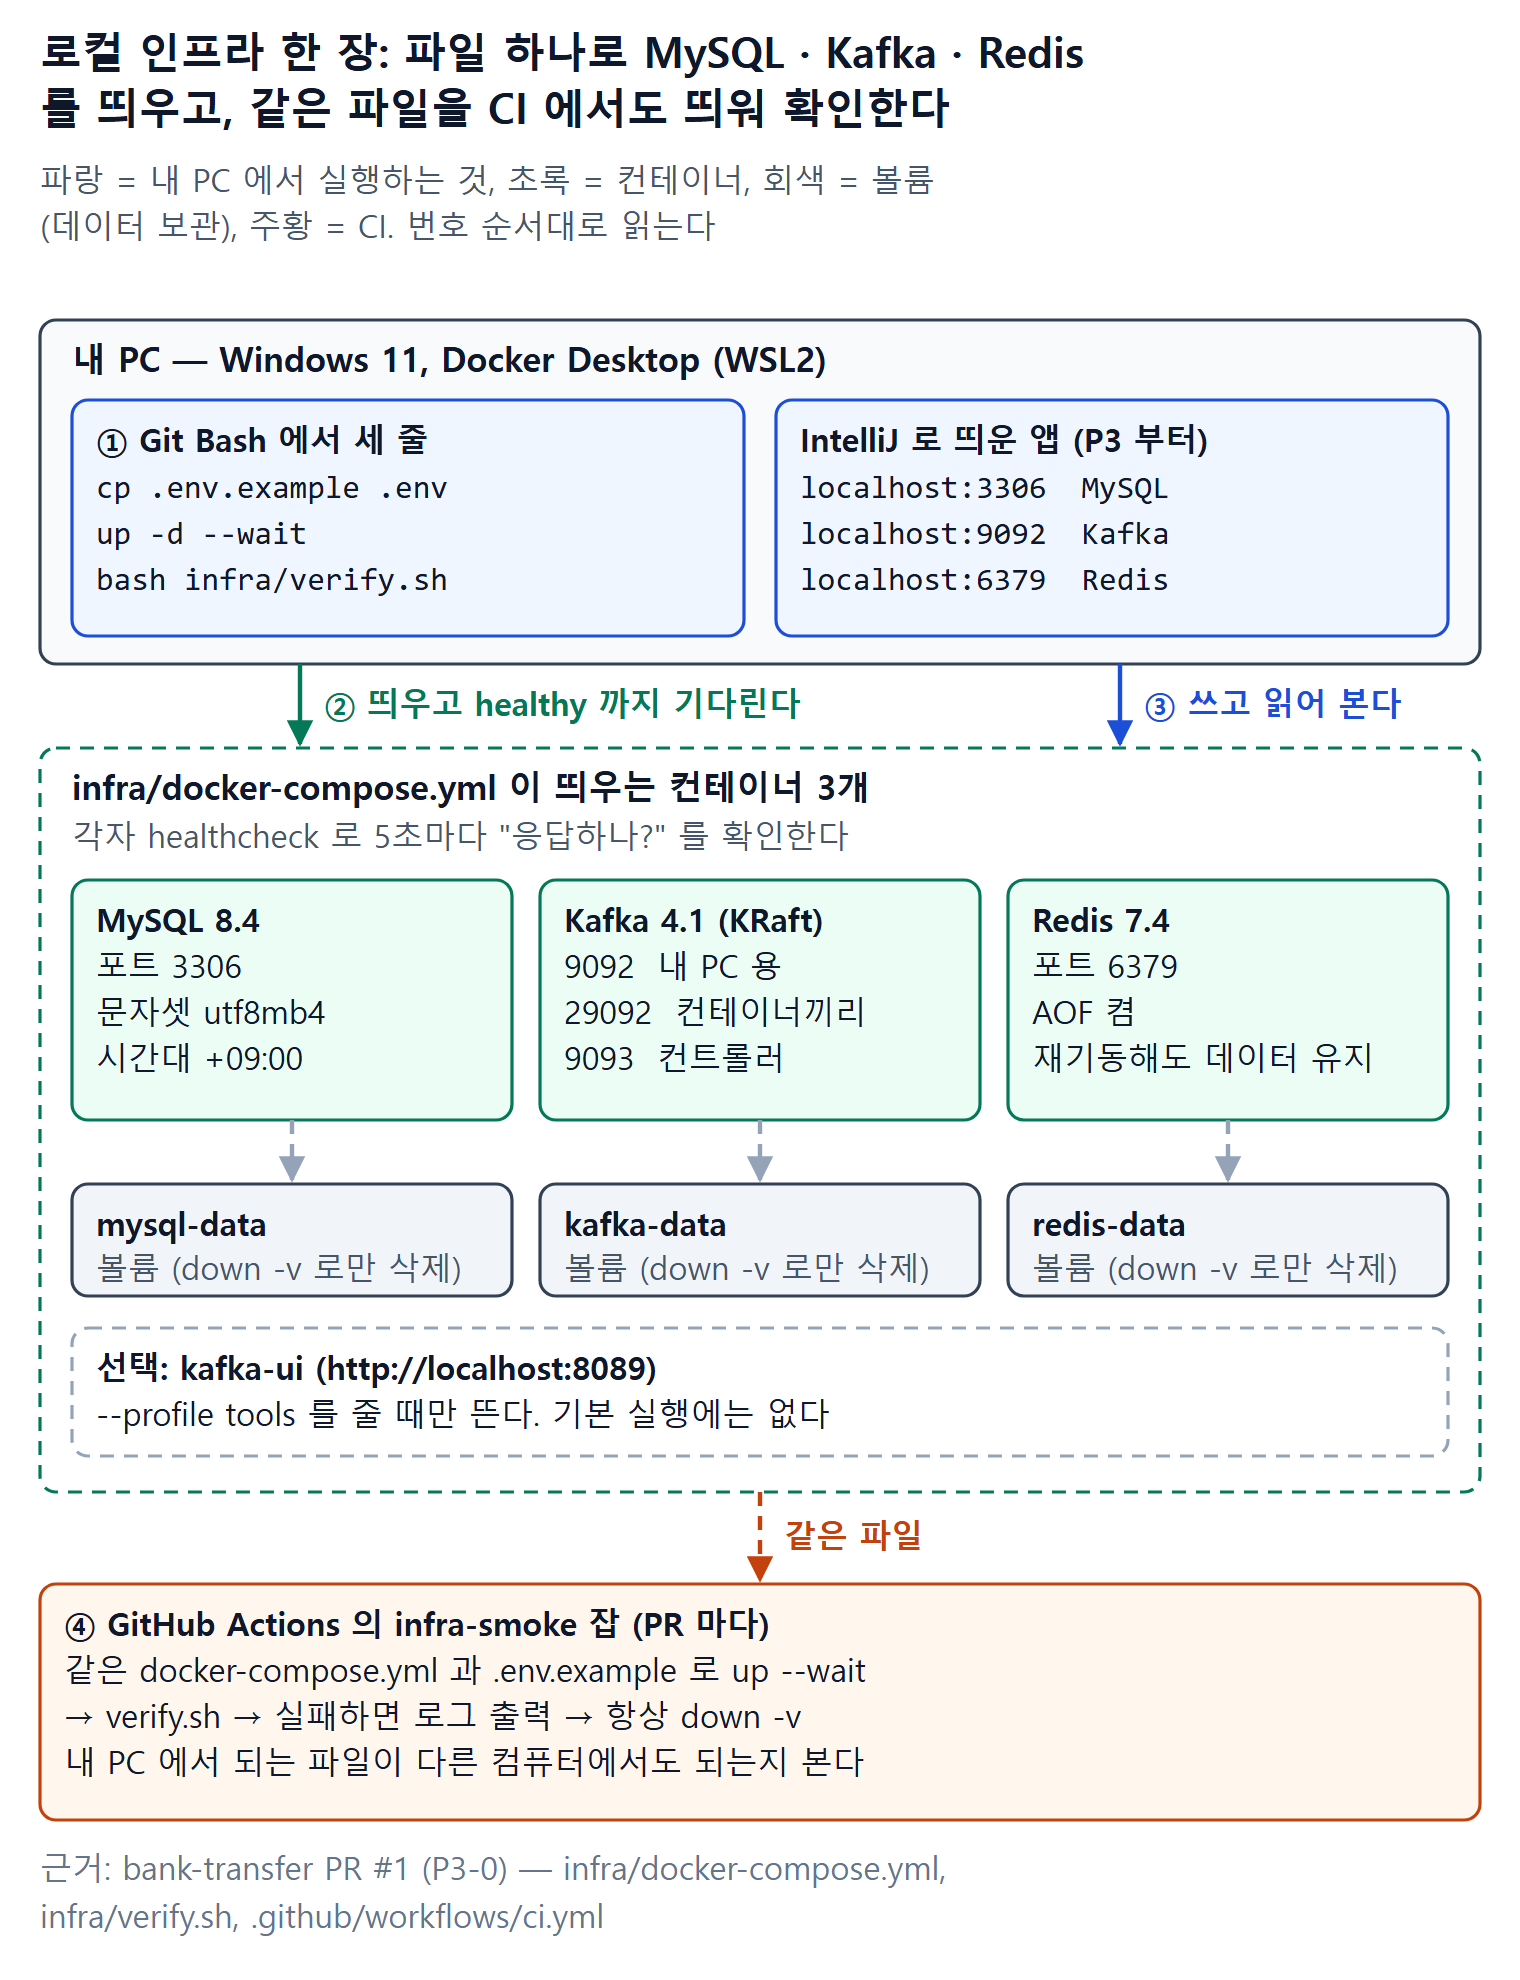 로컬 인프라 한 장: 파일 하나로 MySQL · Kafka · Redis
를 띄우고, 같은 파일을 CI 에서도 띄워 확인한다
파랑 = 내 PC 에서 실행하는 것, 초록 = 컨테이너, 회색 = 볼륨
(데이터 보관), 주황 = CI. 번호 순서대로 읽는다
내 PC — Windows 11, Docker Desktop (WSL2)
① Git Bash 에서 세 줄
cp .env.example .env
up -d --wait
bash infra/verify.sh
IntelliJ 로 띄운 앱 (P3 부터)
localhost:3306 MySQL
localhost:9092 Kafka
localhost:6379 Redis
② 띄우고 healthy 까지 기다린다
③ 쓰고 읽어 본다
infra/docker-compose.yml 이 띄우는 컨테이너 3개
각자 healthcheck 로 5초마다 "응답하나?" 를 확인한다
MySQL 8.4
포트 3306
문자셋 utf8mb4
시간대 +09:00
Kafka 4.1 (KRaft)
9092 내 PC 용
29092 컨테이너끼리
9093 컨트롤러
Redis 7.4
포트 6379
AOF 켬
재기동해도 데이터 유지
mysql-data
볼륨 (down -v 로만 삭제)
kafka-data
볼륨 (down -v 로만 삭제)
redis-data
볼륨 (down -v 로만 삭제)
선택: kafka-ui (http://localhost:8089)
--profile tools 를 줄 때만 뜬다. 기본 실행에는 없다
같은 파일
④ GitHub Actions 의 infra-smoke 잡 (PR 마다)
같은 docker-compose.yml 과 .env.example 로 up --wait
→ verify.sh → 실패하면 로그 출력 → 항상 down -v
내 PC 에서 되는 파일이 다른 컴퓨터에서도 되는지 본다
근거: bank-transfer PR #1 (P3-0) — infra/docker-compose.yml,
infra/verify.sh, .github/workflows/ci.yml